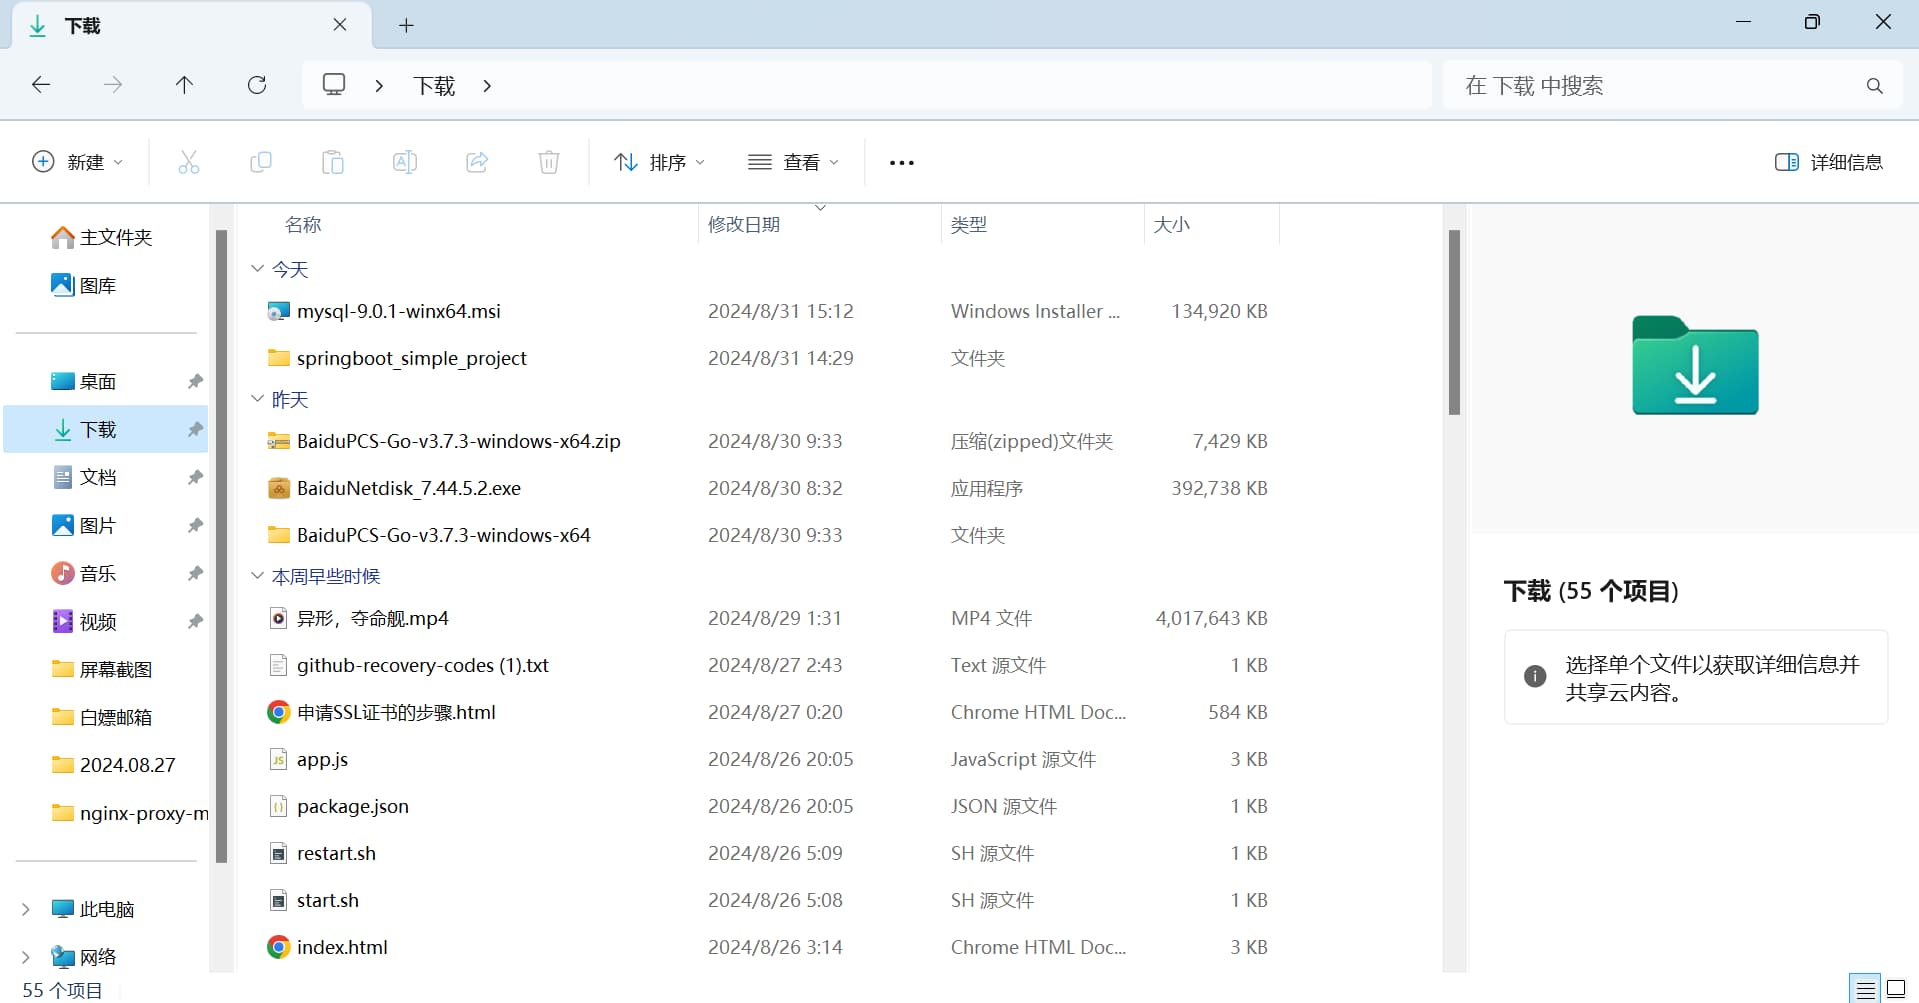 下载
下载
在 下载 中搜索
新建
排序
查看
详细信息
主文件夹
图库
桌面
下载
文档
图片
音乐
视频
屏幕截图
白嫖邮箱
2024.08.27
nginx-proxy-m
此电脑
网络
名称 修改日期 类型 大小
今天
mysql-9.0.1-winx64.msi 2024/8/31 15:12 Windows Installer ... 134,920 KB
springboot_simple_project 2024/8/31 14:29 文件夹
昨天
BaiduPCS-Go-v3.7.3-windows-x64.zip 2024/8/30 9:33 压缩(zipped)文件夹 7,429 KB
BaiduNetdisk_7.44.5.2.exe 2024/8/30 8:32 应用程序 392,738 KB
BaiduPCS-Go-v3.7.3-windows-x64 2024/8/30 9:33 文件夹
本周早些时候
异形，夺命舰.mp4 2024/8/29 1:31 MP4 文件 4,017,643 KB
github-recovery-codes (1).txt 2024/8/27 2:43 Text 源文件 1 KB
申请SSL证书的步骤.html 2024/8/27 0:20 Chrome HTML Doc... 584 KB
app.js 2024/8/26 20:05 JavaScript 源文件 3 KB
package.json 2024/8/26 20:05 JSON 源文件 1 KB
restart.sh 2024/8/26 5:09 SH 源文件 1 KB
start.sh 2024/8/26 5:08 SH 源文件 1 KB
index.html 2024/8/26 3:14 Chrome HTML Doc... 3 KB
下载 (55 个项目)
选择单个文件以获取详细信息并
共享云内容。
55 个项目